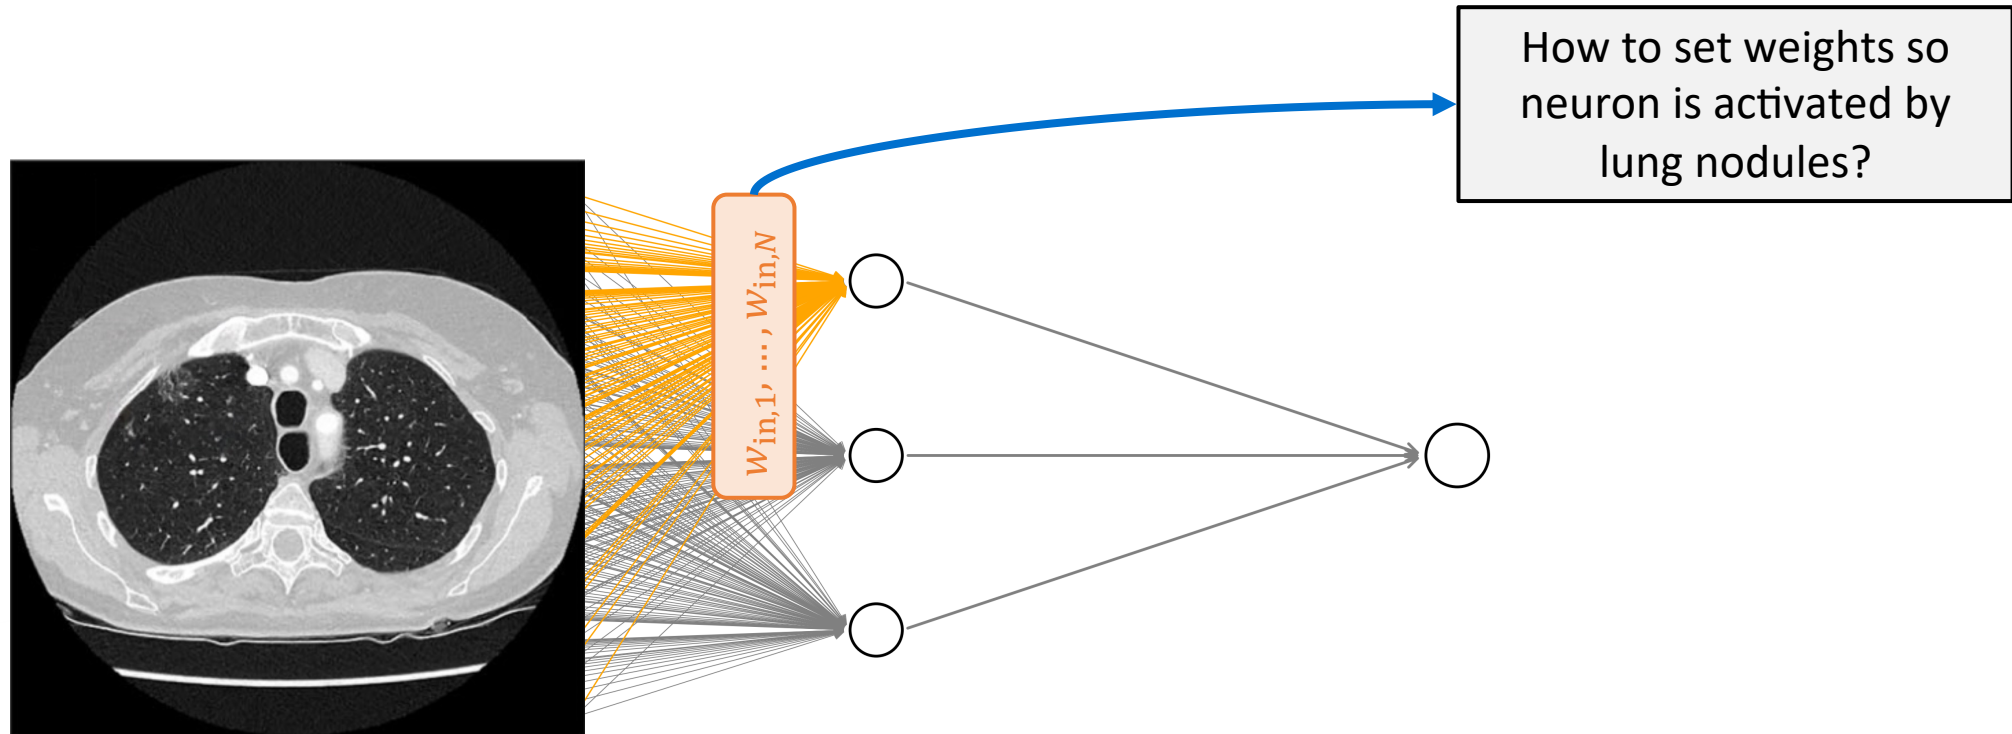 How to set weights so
neuron is activated by
lung nodules?
w_in,1, … , w_in,N